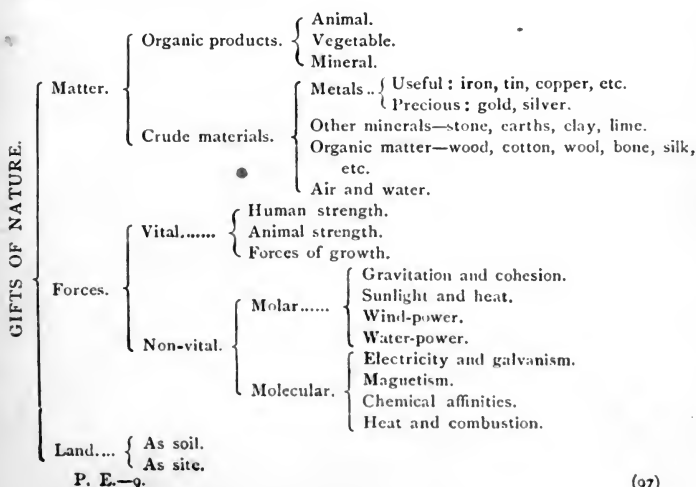 Animal.
Organic products. Vegetable.
Mineral.
Matter. Metals.. Useful: iron, tin, copper, etc.
Precious: gold, silver.
Crude materials. Other minerals—stone, earths, clay, lime.
Organic matter—wood, cotton, wool, bone, silk,
etc.
Air and water.
GIFTS OF NATURE.
Human strength.
Vital....... Animal strength.
Forces of growth.
Forces. Gravitation and cohesion.
Molar...... Sunlight and heat.
Wind-power.
Water-power.
Non-vital. Electricity and galvanism.
Molecular. Magnetism.
Chemical affinities.
Heat and combustion.
Land.... As soil.
As site.
P. E.—9. (97)